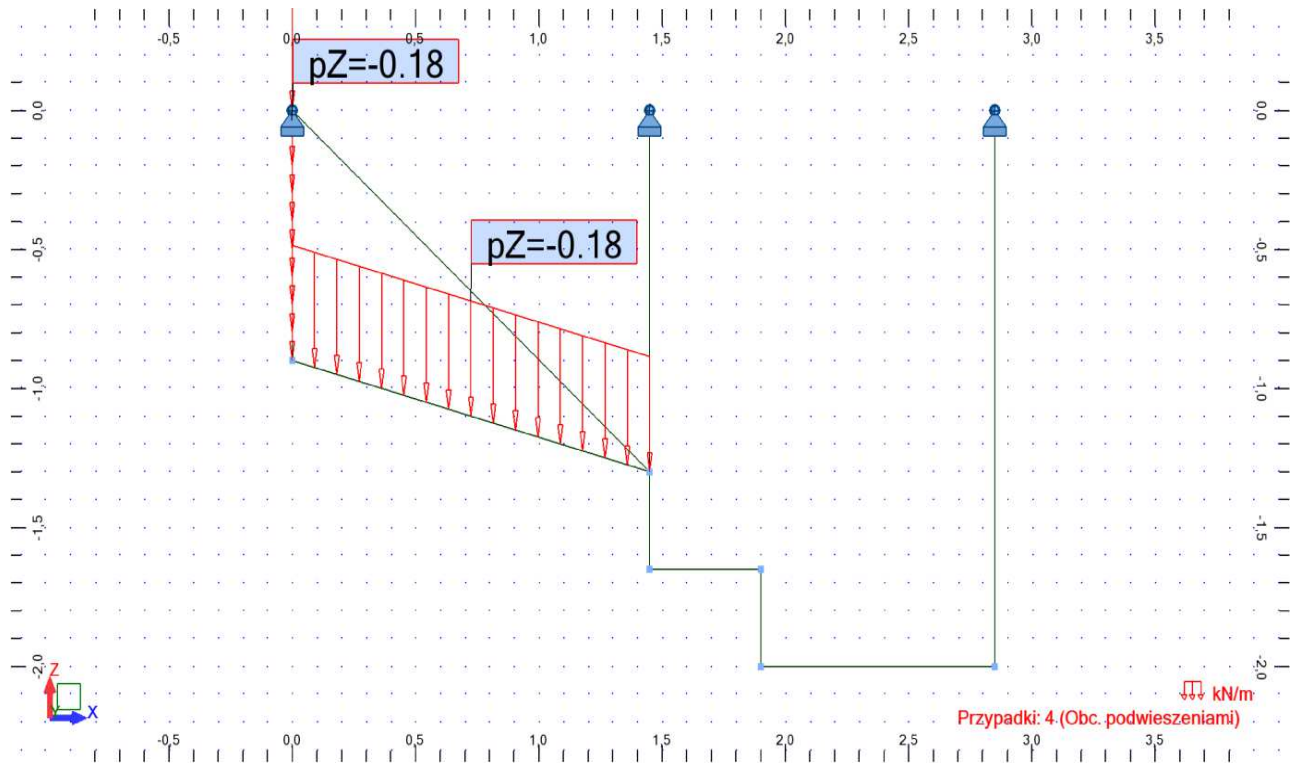 -0,5 0,0 0,5 1,0 1,5 2,0 2,5 3,0 3,5
pZ=-0.18
0,0 0,0
pZ=-0.18
-0,5 -0,5
-1,0 -1,0
-1,5 -1,5
-2,0 -2,0
Z
Y X
kN/m
Przypadki: 4 (Obc. podwieszeniami)
-0,5 0,0 0,5 1,0 1,5 2,0 2,5 3,0 3,5